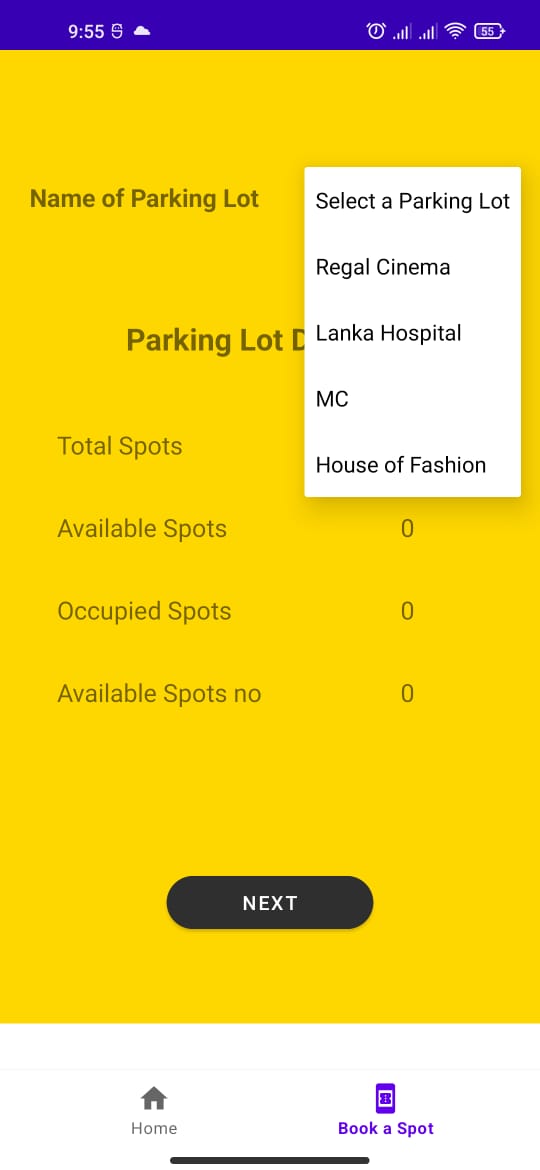 9:55
55
Name of Parking Lot
Select a Parking Lot
Regal Cinema
Lanka Hospital
MC
House of Fashion
Parking Lot D
Total Spots
Available Spots 0
Occupied Spots 0
Available Spots no 0
NEXT
Home
Book a Spot